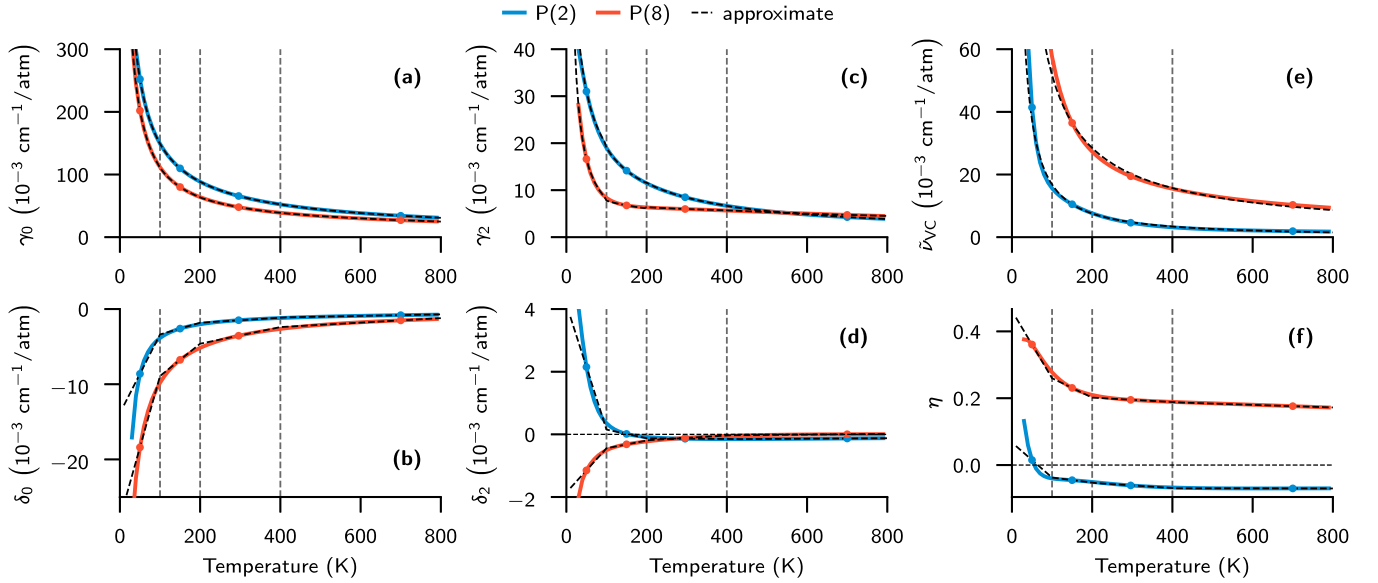 P(2) P(8) approximate
300
200
100
0
0 200 400 600 800
γ₀ (10⁻³ cm⁻¹/atm)
(a)
40
30
20
10
0
0 200 400 600 800
γ₂ (10⁻³ cm⁻¹/atm)
(c)
60
40
20
0
0 200 400 600 800
ν̃VC (10⁻³ cm⁻¹/atm)
(e)
0
−10
−20
0 200 400 600 800
δ₀ (10⁻³ cm⁻¹/atm)
(b)
Temperature (K)
4
2
0
−2
0 200 400 600 800
δ₂ (10⁻³ cm⁻¹/atm)
(d)
Temperature (K)
0.4
0.2
0.0
0 200 400 600 800
η
(f)
Temperature (K)